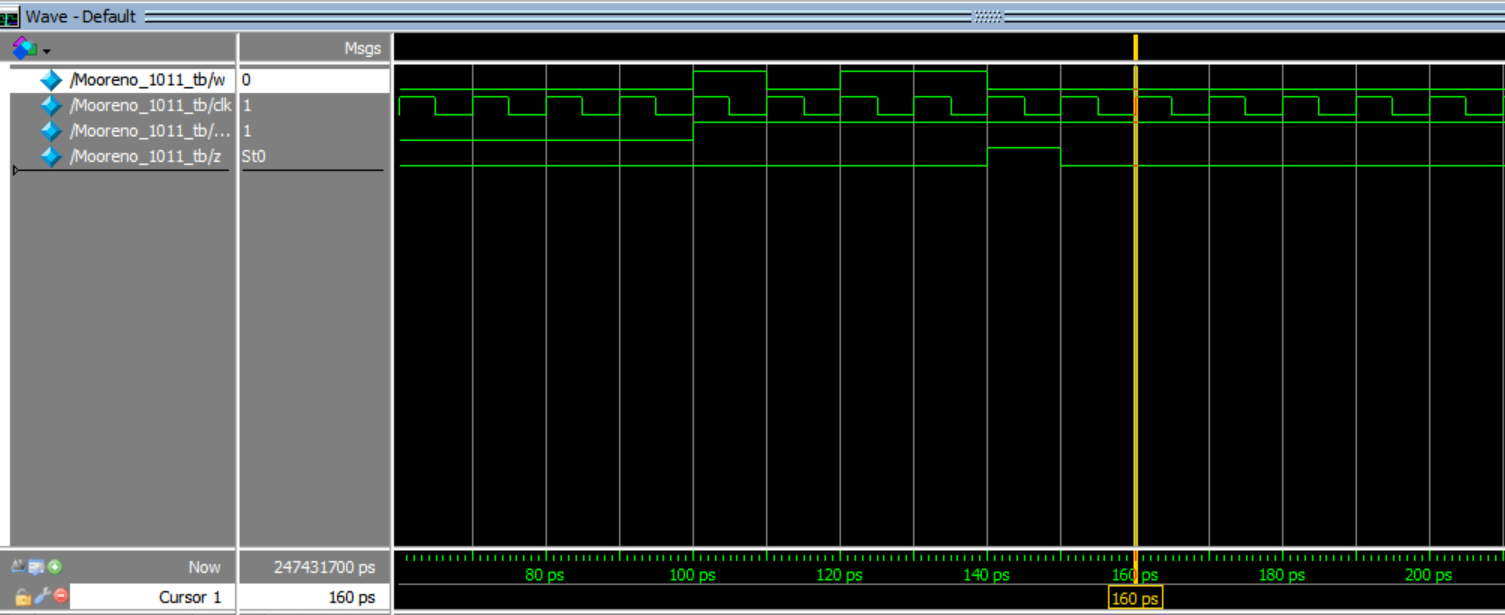 Wave - Default
Msgs
/Mooreno_1011_tb/w 0
/Mooreno_1011_tb/clk 1
/Mooreno_1011_tb/... 1
/Mooreno_1011_tb/z St0
Now 247431700 ps
80 ps 100 ps 120 ps 140 ps 160 ps 180 ps 200 ps
Cursor 1 160 ps 160 ps